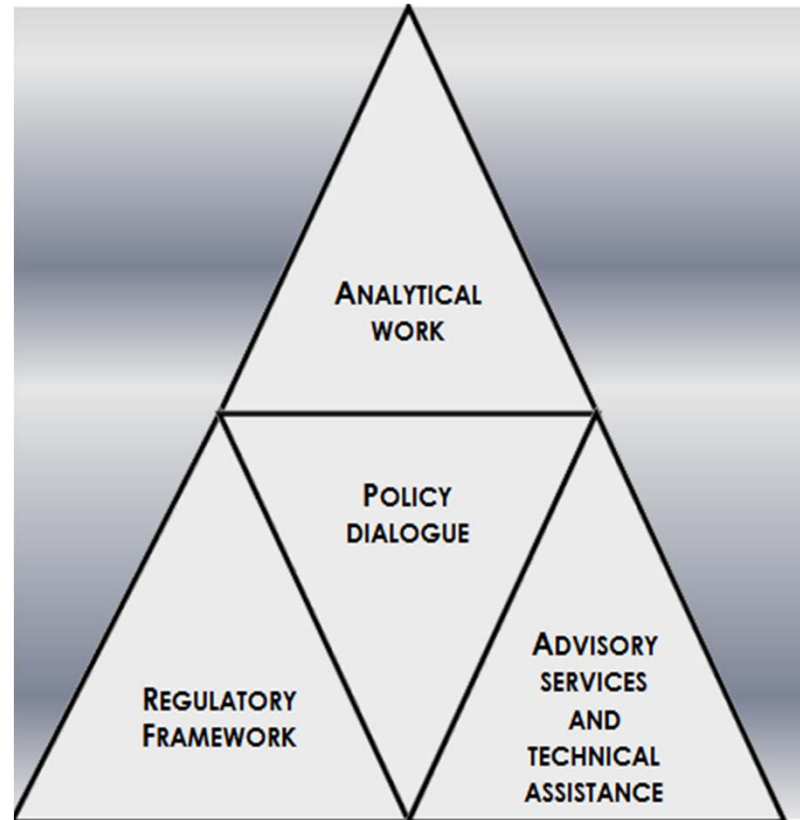 ANALYTICAL
WORK
POLICY
DIALOGUE
REGULATORY
FRAMEWORK
ADVISORY
SERVICES
AND
TECHNICAL
ASSISTANCE